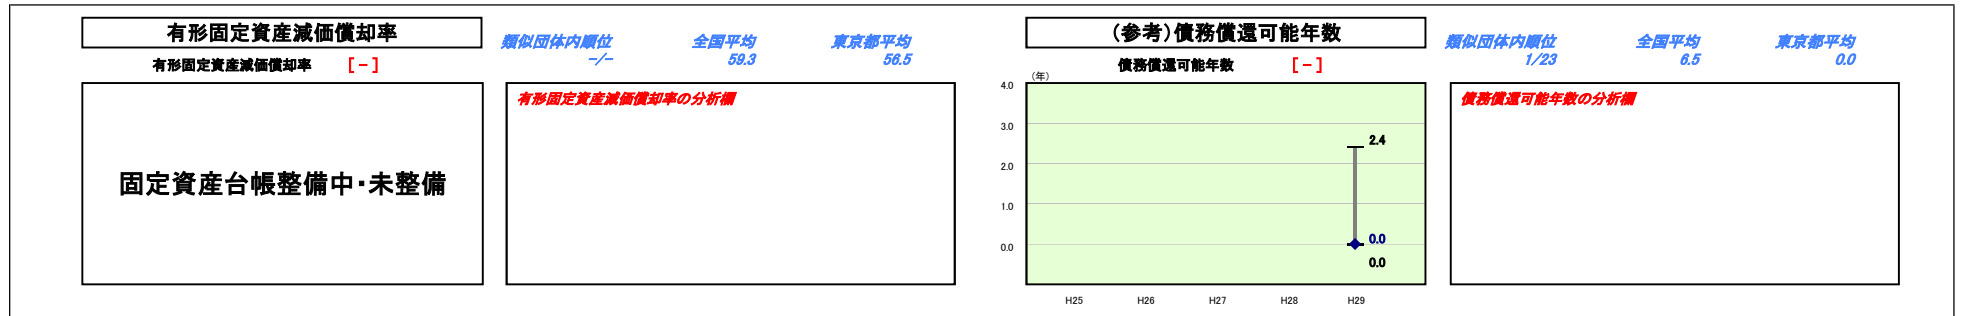 有形固定資産減価償却率
有形固定資産減価償却率 [-]
固定資産台帳整備中・未整備
類似団体内順位 全国平均 東京都平均
-/- 59.3 56.5
有形固定資産減価償却率の分析欄
(参考)債務償還可能年数
債務償還可能年数 [-]
(年)
4.0
3.0
2.0
1.0
0.0
2.4
0.0
0.0
H25 H26 H27 H28 H29
類似団体内順位 全国平均 東京都平均
1/23 6.5 0.0
債務償還可能年数の分析欄